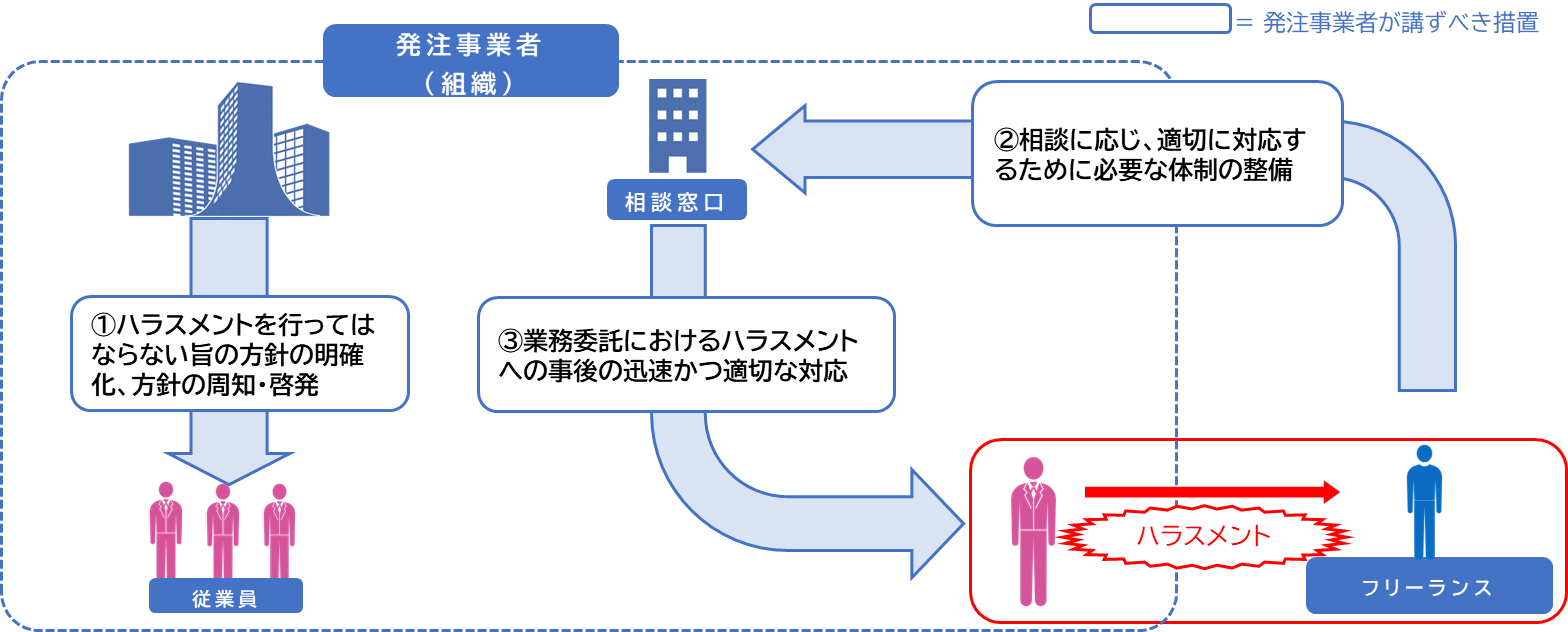 ＝ 発注事業者が講ずべき措置
発注事業者
（組織）
②相談に応じ、適切に対応す
るために必要な体制の整備
相談窓口
①ハラスメントを行っては
ならない旨の方針の明確
化、方針の周知・啓発
③業務委託におけるハラスメント
への事後の迅速かつ適切な対応
ハラスメント
従業員
フリーランス